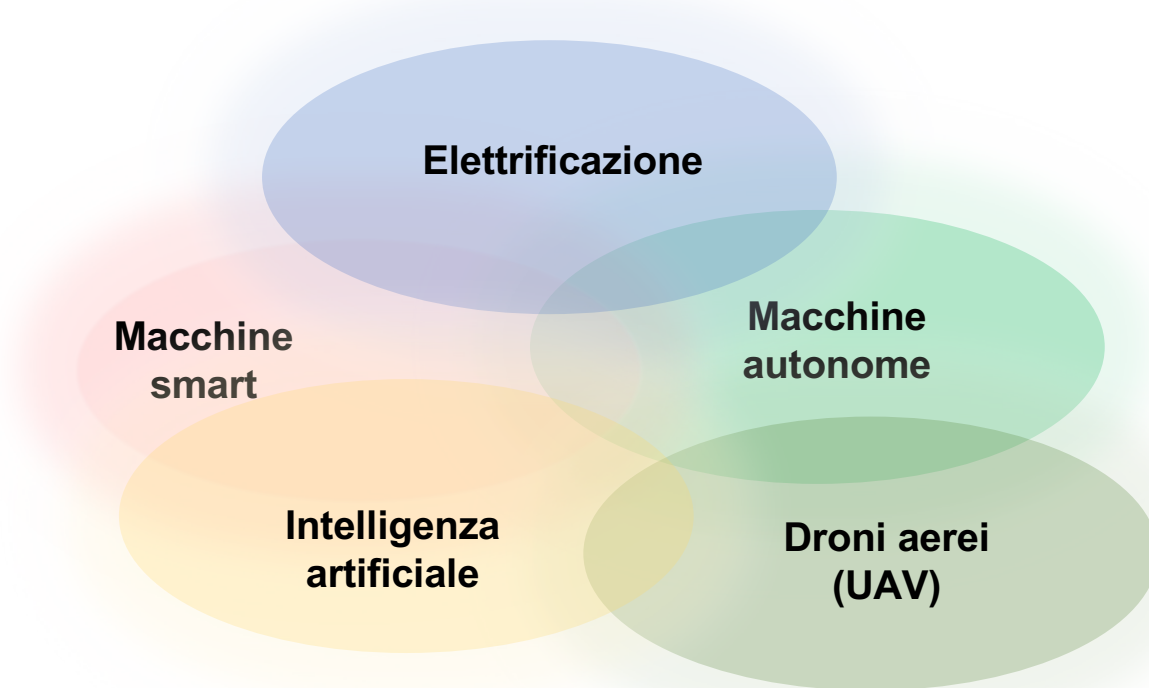 Elettrificazione
Macchine
smart
Macchine
autonome
Intelligenza
artificiale
Droni aerei
(UAV)